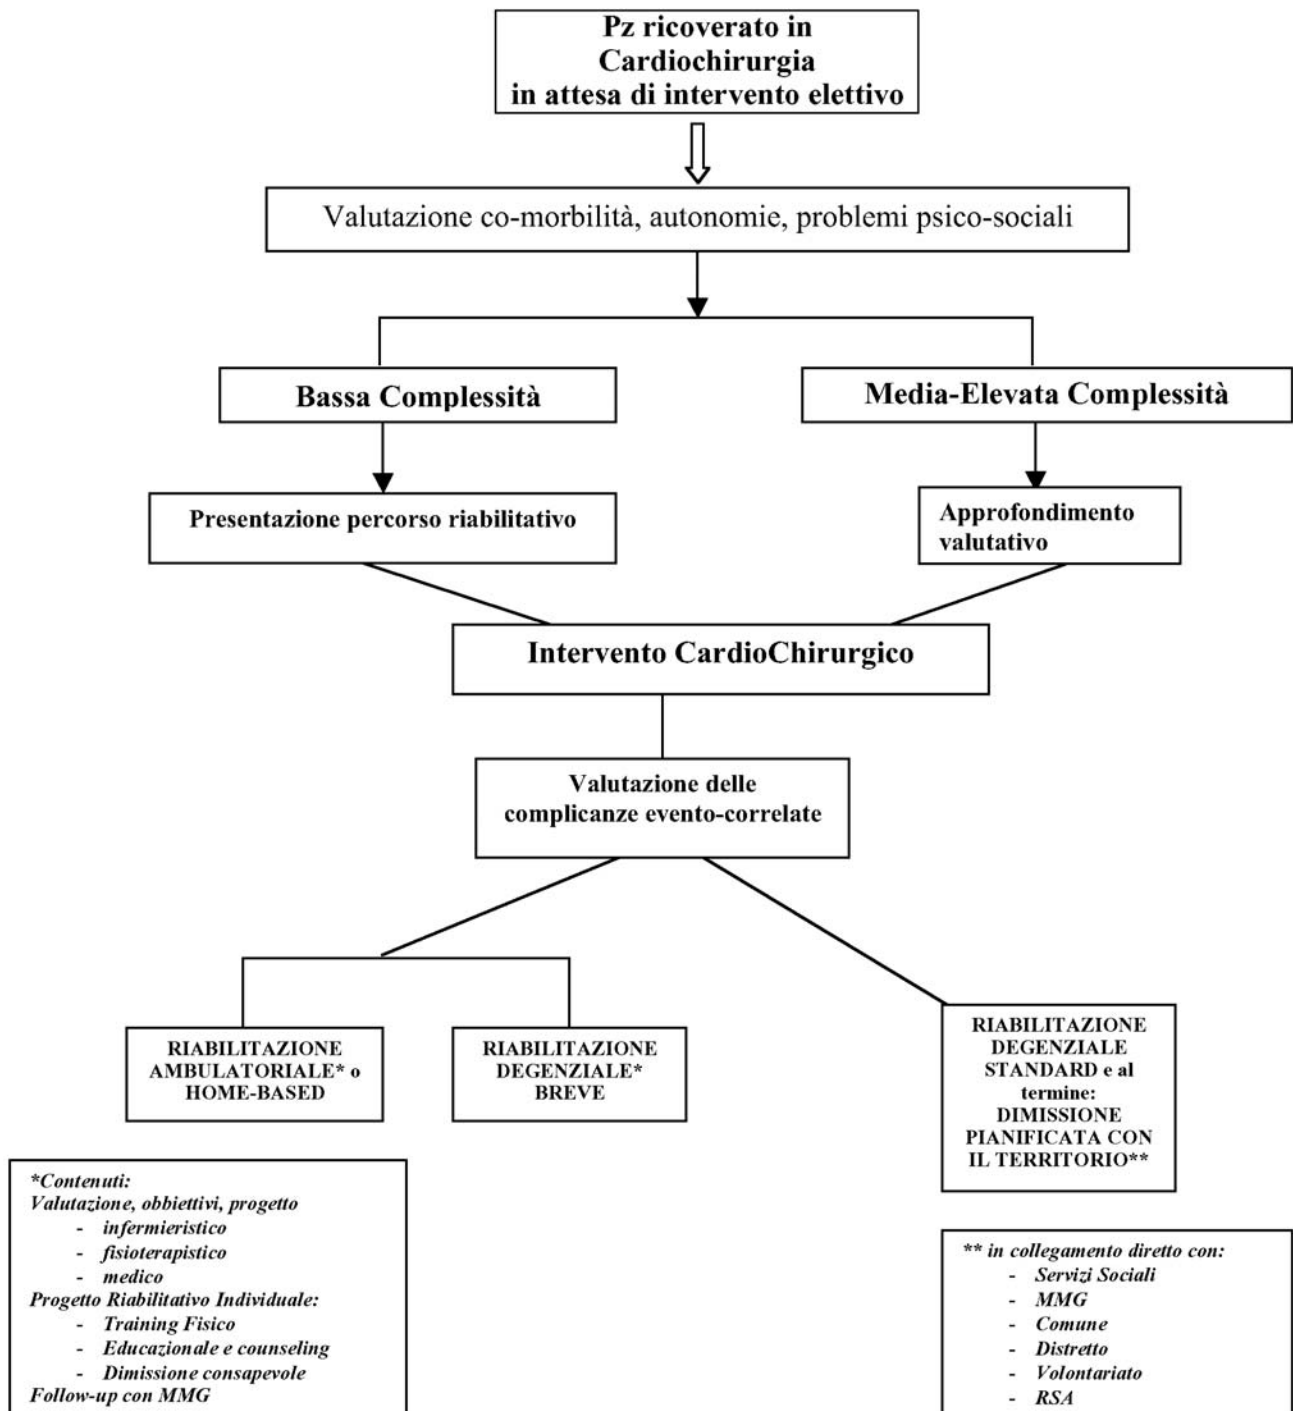 Pz ricoverato in
Cardiochirurgia
in attesa di intervento elettivo
Valutazione co-morbilità, autonomie, problemi psico-sociali
Bassa Complessità
Media-Elevata Complessità
Presentazione percorso riabilitativo
Approfondimento
valutativo
Intervento CardioChirurgico
Valutazione delle
complicanze evento-correlate
RIABILITAZIONE
AMBULATORIALE* o
HOME-BASED
RIABILITAZIONE
DEGENZIALE*
BREVE
RIABILITAZIONE
DEGENZIALE
STANDARD e al
termine:
DIMISSIONE
PIANIFICATA CON
IL TERRITORIO**
*Contenuti:
Valutazione, obbiettivi, progetto
- infermieristico
- fisioterapistico
- medico
Progetto Riabilitativo Individuale:
- Training Fisico
- Educazionale e counseling
- Dimissione consapevole
Follow-up con MMG
** in collegamento diretto con:
- Servizi Sociali
- MMG
- Comune
- Distretto
- Volontariato
- RSA